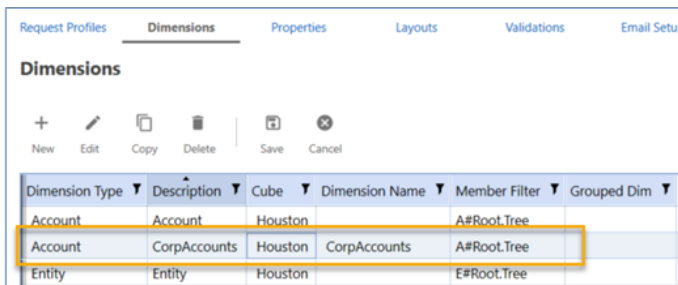 Request Profiles Dimensions Properties Layouts Validations Email Setu
Dimensions
New Edit Copy Delete Save Cancel
Dimension Type Description Cube Dimension Name Member Filter Grouped Dim
Account Account Houston A#Root.Tree
Account CorpAccounts Houston CorpAccounts A#Root.Tree
Entity Entity Houston E#Root.Tree